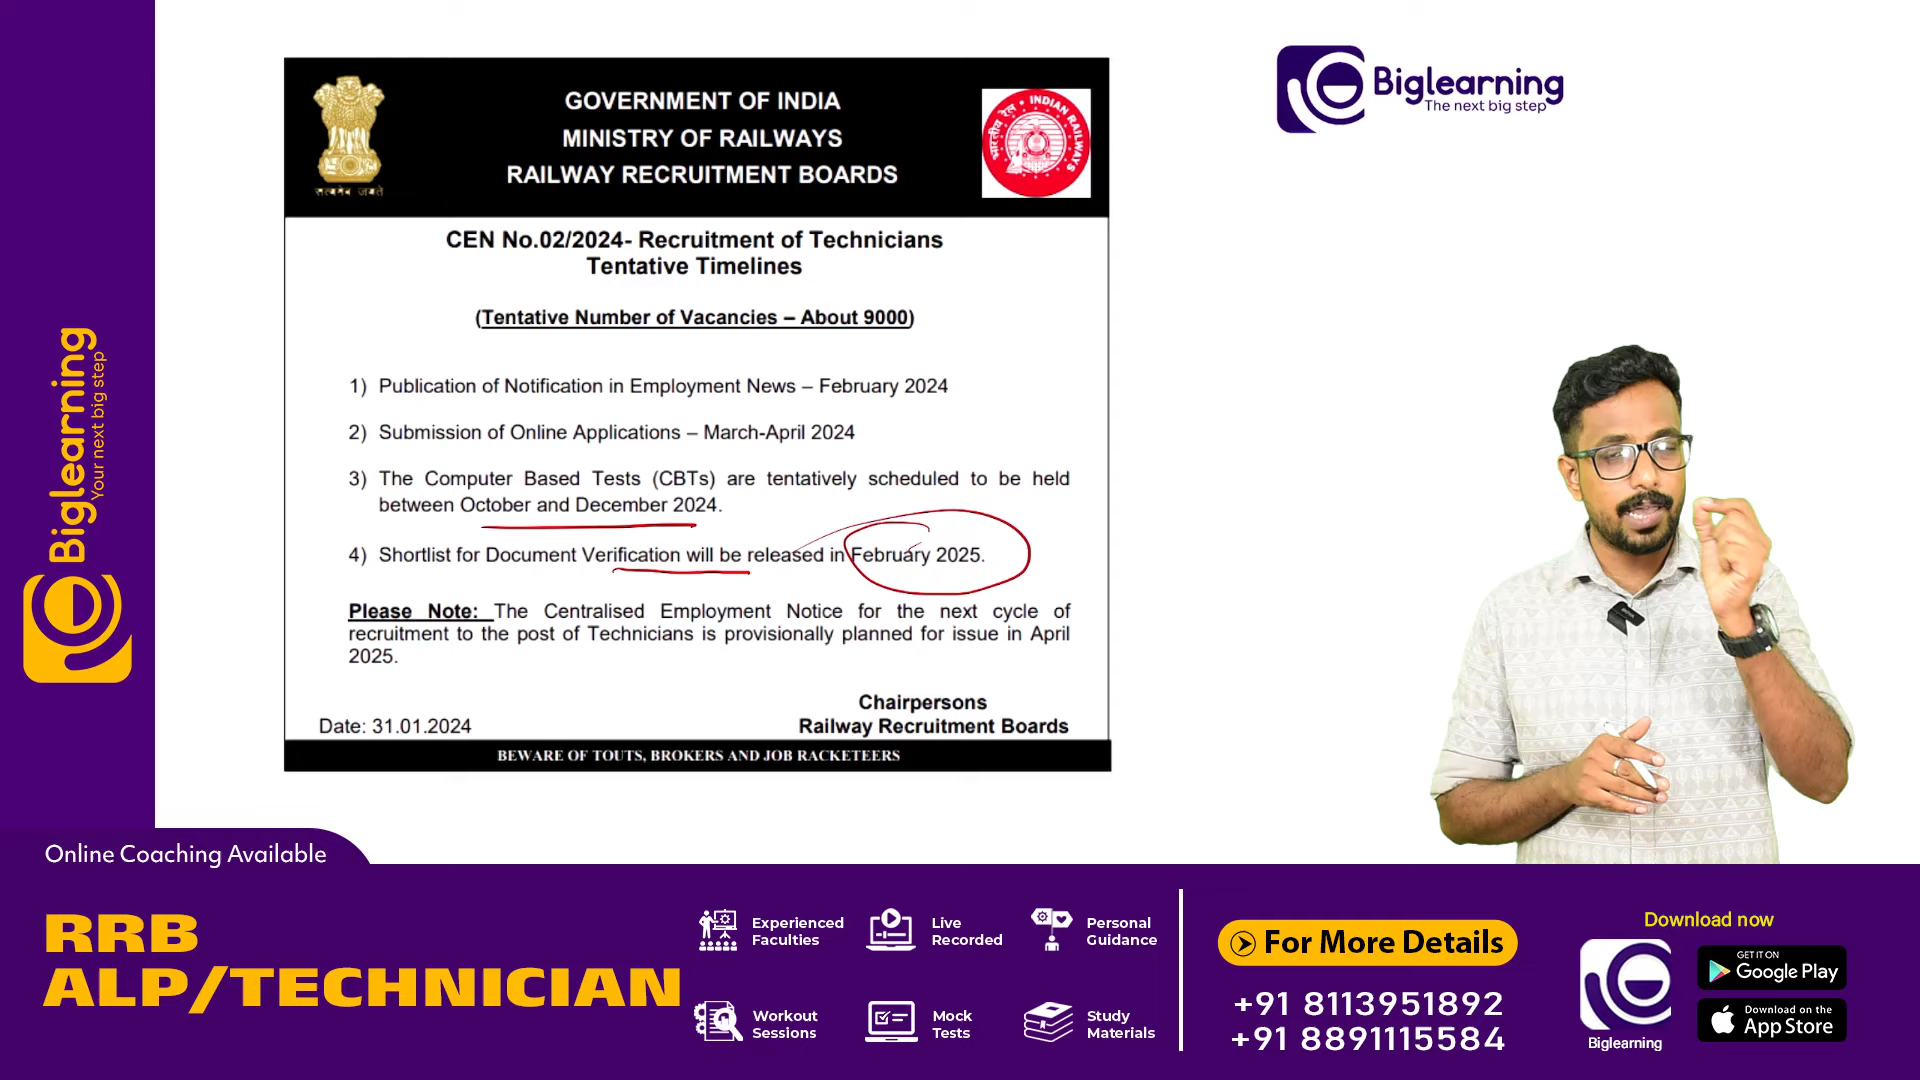 Biglearning
Your next big step
GOVERNMENT OF INDIA
MINISTRY OF RAILWAYS
RAILWAY RECRUITMENT BOARDS
सत्यमेव जयते
भारतीय रेल • INDIAN RAILWAYS
Biglearning
The next big step
CEN No.02/2024- Recruitment of Technicians
Tentative Timelines
(Tentative Number of Vacancies – About 9000)
1) Publication of Notification in Employment News – February 2024
2) Submission of Online Applications – March-April 2024
3) The Computer Based Tests (CBTs) are tentatively scheduled to be held
between October and December 2024.
4) Shortlist for Document Verification will be released in February 2025.
Please Note: The Centralised Employment Notice for the next cycle of
recruitment to the post of Technicians is provisionally planned for issue in April
2025.
Chairpersons
Date: 31.01.2024 Railway Recruitment Boards
BEWARE OF TOUTS, BROKERS AND JOB RACKETEERS
Online Coaching Available
RRB
ALP/TECHNICIAN
Experienced
Faculties
Live
Recorded
Personal
Guidance
Workout
Sessions
Mock
Tests
Study
Materials
For More Details
+91 8113951892
+91 8891115584
Download now
Biglearning
GET IT ON
Google Play
Download on the
App Store